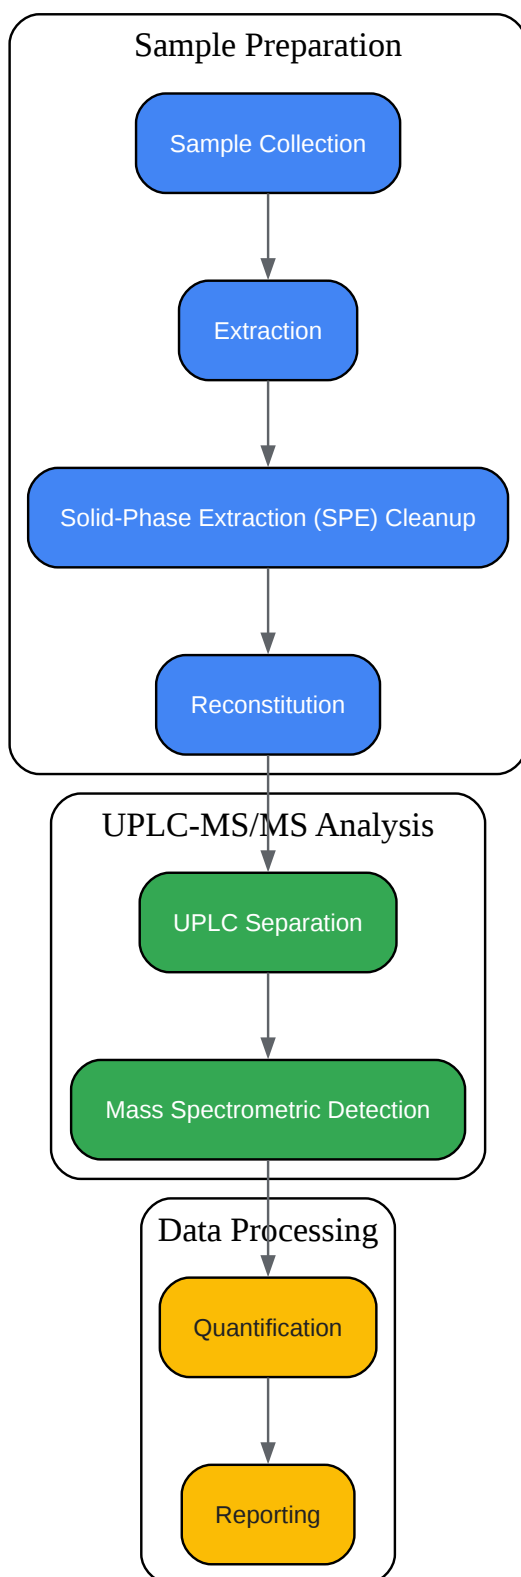 Sample Preparation
Sample Collection
Extraction
Solid-Phase Extraction (SPE) Cleanup
Reconstitution
UPLC-MS/MS Analysis
UPLC Separation
Mass Spectrometric Detection
Data Processing
Quantification
Reporting